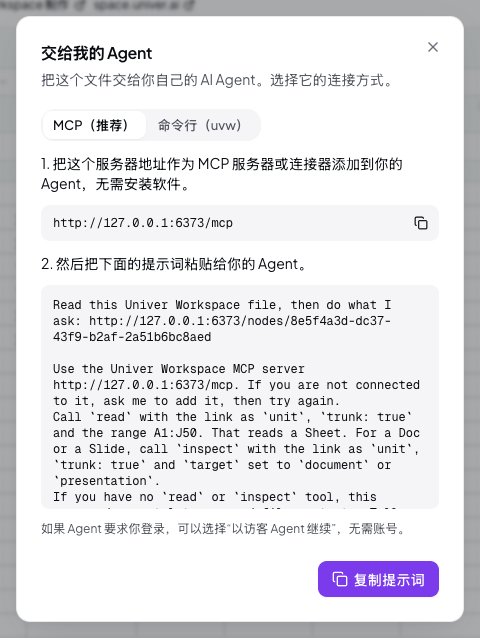 space.univer.ai
交给我的 Agent
把这个文件交给你自己的 AI Agent。选择它的连接方式。
MCP（推荐） 命令行（uvw）
1. 把这个服务器地址作为 MCP 服务器或连接器添加到你的
Agent，无需安装软件。
http://127.0.0.1:6373/mcp
2. 然后把下面的提示词粘贴给你的 Agent。
Read this Univer Workspace file, then do what I
ask: http://127.0.0.1:6373/nodes/8e5f4a3d-dc37-
43f9-b2af-2a51b6bc8aed
Use the Univer Workspace MCP server
http://127.0.0.1:6373/mcp. If you are not connected
to it, ask me to add it, then try again.
Call `read` with the link as `unit`, `trunk: true`
and the range A1:J50. That reads a Sheet. For a Doc
or a Slide, call `inspect` with the link as `unit`,
`trunk: true` and `target` set to `document` or
`presentation`.
If you have no `read` or `inspect` tool, this
如果 Agent 要求你登录，可以选择“以访客 Agent 继续”，无需账号。
复制提示词